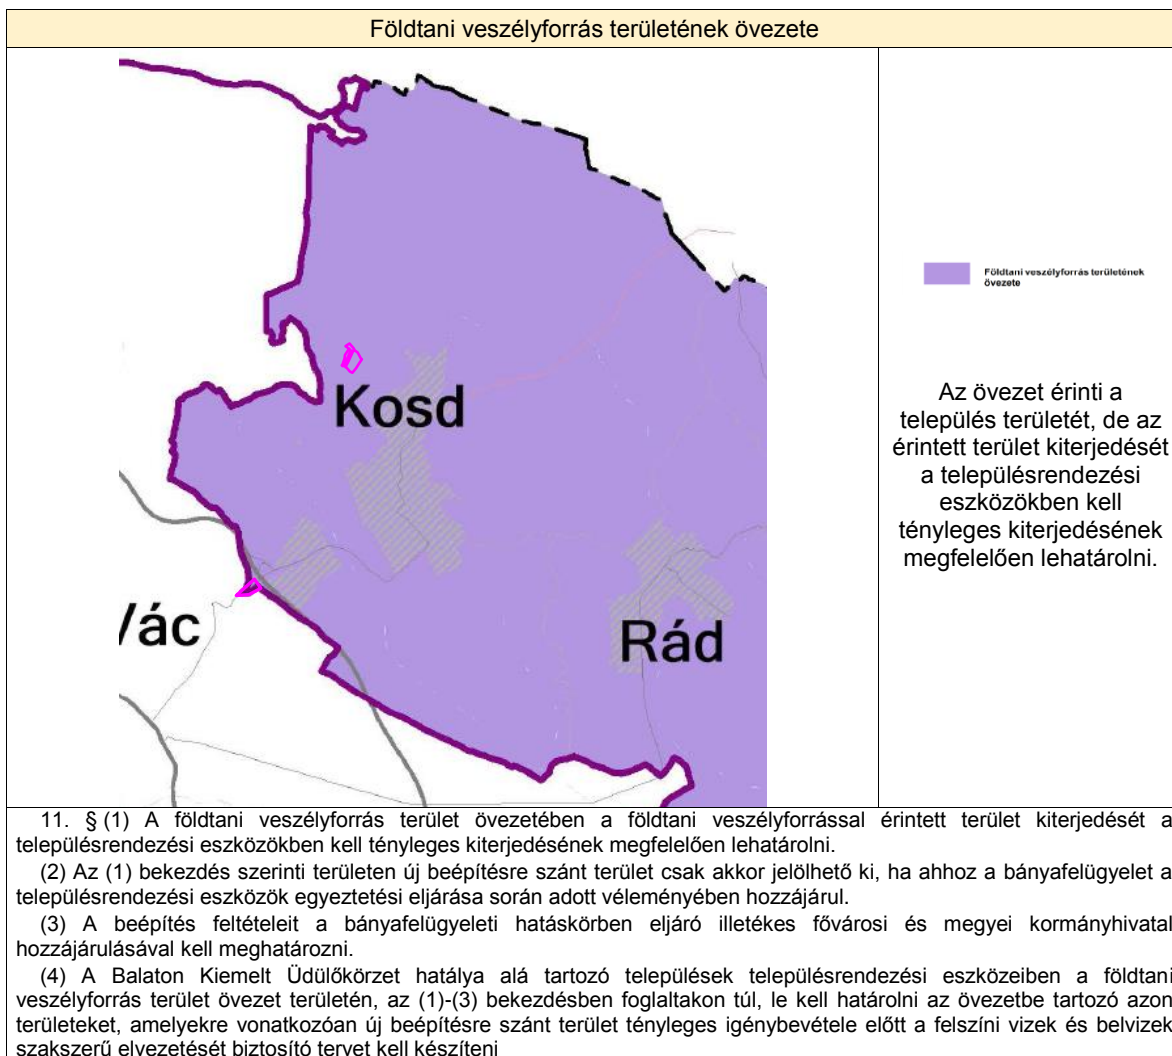 Földtani veszélyforrás területének övezete
Kosd
Vác
Rád
Földtani veszélyforrás területének
övezete
Az övezet érinti a
település területét, de az
érintett terület kiterjedését
a településrendezési
eszközökben kell
tényleges kiterjedésének
megfelelően lehatárolni.
11. § (1) A földtani veszélyforrás terület övezetében a földtani veszélyforrással érintett terület kiterjedését a
településrendezési eszközökben kell tényleges kiterjedésének megfelelően lehatárolni.
(2) Az (1) bekezdés szerinti területen új beépítésre szánt terület csak akkor jelölhető ki, ha ahhoz a bányafelügyelet a
településrendezési eszközök egyeztetési eljárása során adott véleményében hozzájárul.
(3) A beépítés feltételeit a bányafelügyeleti hatáskörben eljáró illetékes fővárosi és megyei kormányhivatal
hozzájárulásával kell meghatározni.
(4) A Balaton Kiemelt Üdülőkörzet hatálya alá tartozó települések településrendezési eszközeiben a földtani
veszélyforrás terület övezet területén, az (1)-(3) bekezdésben foglaltakon túl, le kell határolni az övezetbe tartozó azon
területeket, amelyekre vonatkozóan új beépítésre szánt terület tényleges igénybevétele előtt a felszíni vizek és belvizek
szakszerű elvezetését biztosító tervet kell készíteni